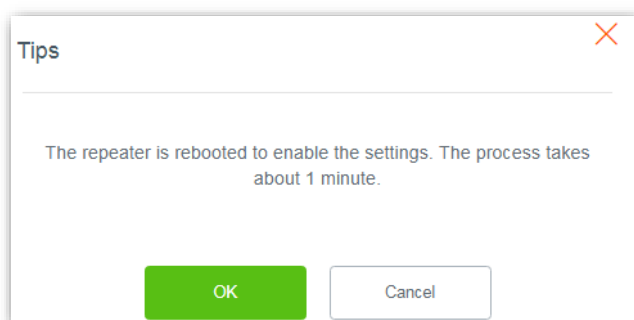 Tips
The repeater is rebooted to enable the settings. The process takes
about 1 minute.
OK
Cancel